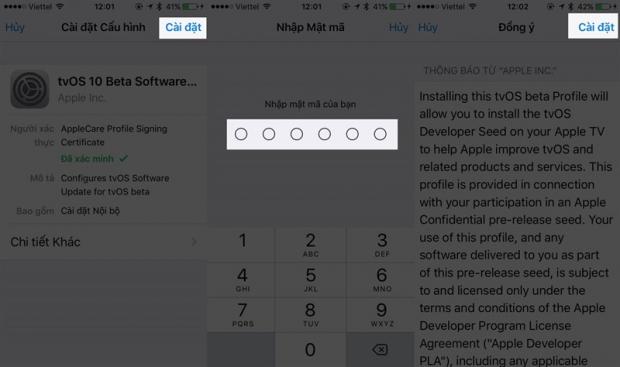 Viettel 12:01 41%
Hủy Cài đặt Cấu hình Cài đặt
tvOS 10 Beta Software...
Apple Inc.
Người xác thực AppleCare Profile Signing
Certificate
Đã xác minh
Mô tả Configures tvOS Software
Update for tvOS beta
Bao gồm Cài đặt Nội bộ
Chi tiết Khác
Viettel 12:01 41%
Nhập Mật mã Hủy
Nhập mật mã của bạn
1 2 3
ABC DEF
4 5 6
GHI JKL MNO
7 8 9
PQRS TUV WXYZ
0
Viettel 12:02 42%
Hủy Đồng ý Cài đặt
THÔNG BÁO TỪ "APPLE INC."
Installing this tvOS beta Profile will
allow you to install the tvOS
Developer Seed on your Apple TV
to help Apple improve tvOS and
related products and services. This
profile is provided in connection
with your participation in an Apple
Confidential pre-release seed. Your
use of this profile, and any
software delivered to you as part
of this pre-release seed, is subject
to and licensed only under the
terms and conditions of the Apple
Developer Program License
Agreement ("Apple Developer
PLA"), including any applicable